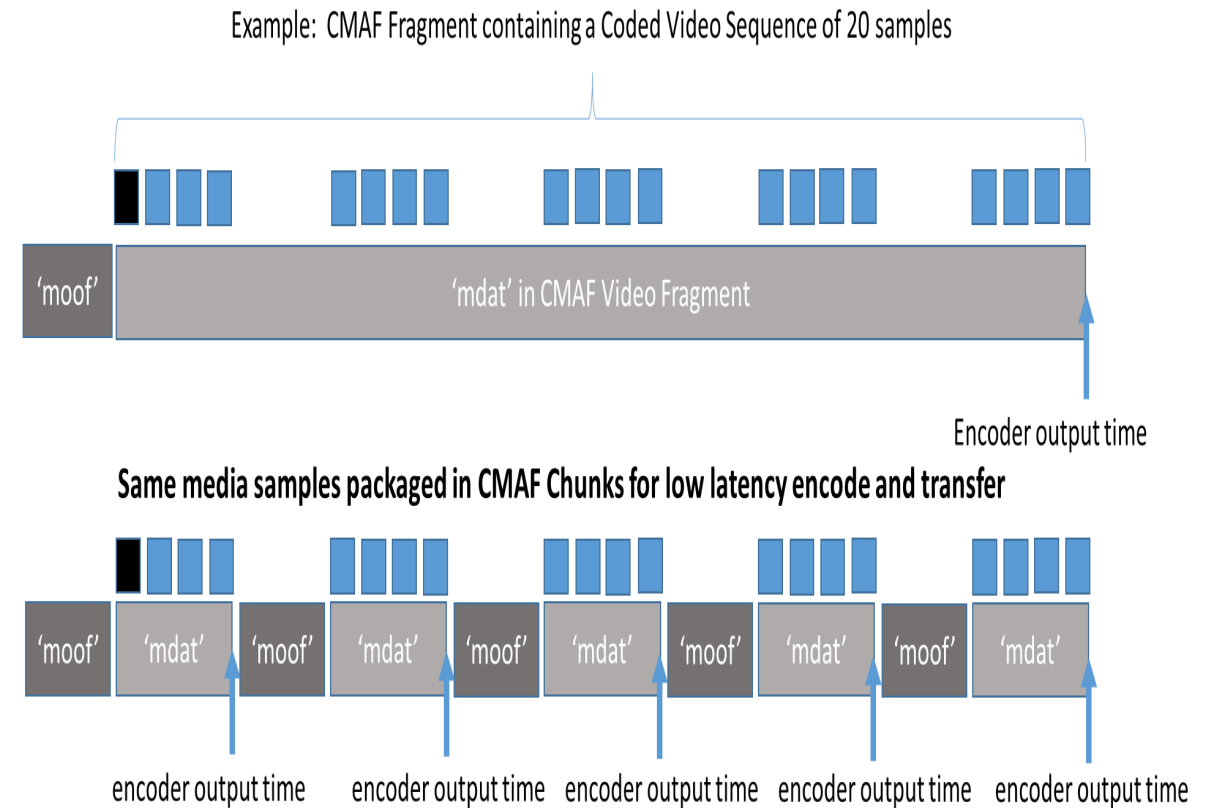 Example: CMAF Fragment containing a Coded Video Sequence of 20 samples
‘moof’ ‘mdat’ in CMAF Video Fragment
Encoder output time
Same media samples packaged in CMAF Chunks for low latency encode and transfer
‘moof’ ‘mdat’ ‘moof’ ‘mdat’ ‘moof’ ‘mdat’ ‘moof’ ‘mdat’ ‘moof’ ‘mdat’
encoder output time encoder output time encoder output time encoder output time encoder output time